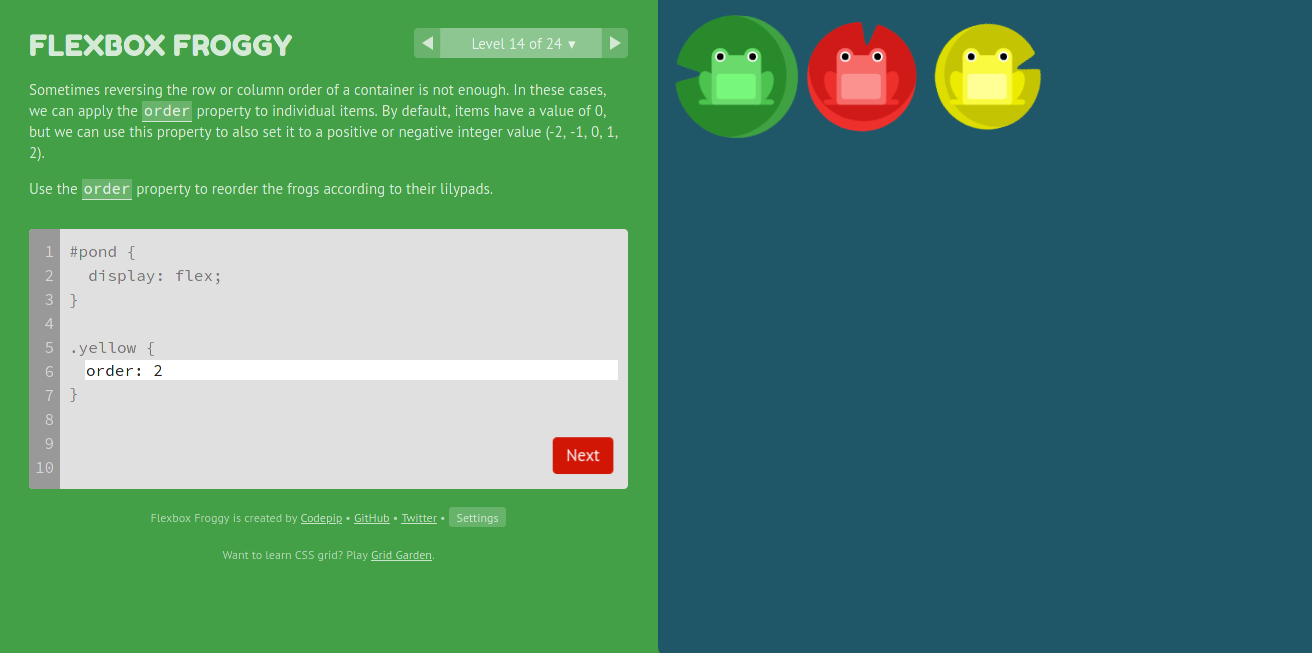 FLEXBOX FROGGY
Level 14 of 24 ▾
Sometimes reversing the row or column order of a container is not enough. In these cases,
we can apply the order property to individual items. By default, items have a value of 0,
but we can use this property to also set it to a positive or negative integer value (-2, -1, 0, 1,
2).
Use the order property to reorder the frogs according to their lilypads.
1 #pond {
2 display: flex;
3 }
4
5 .yellow {
6 order: 2
7 }
8
9
10
Next
Flexbox Froggy is created by Codepip • GitHub • Twitter • Settings
Want to learn CSS grid? Play Grid Garden.